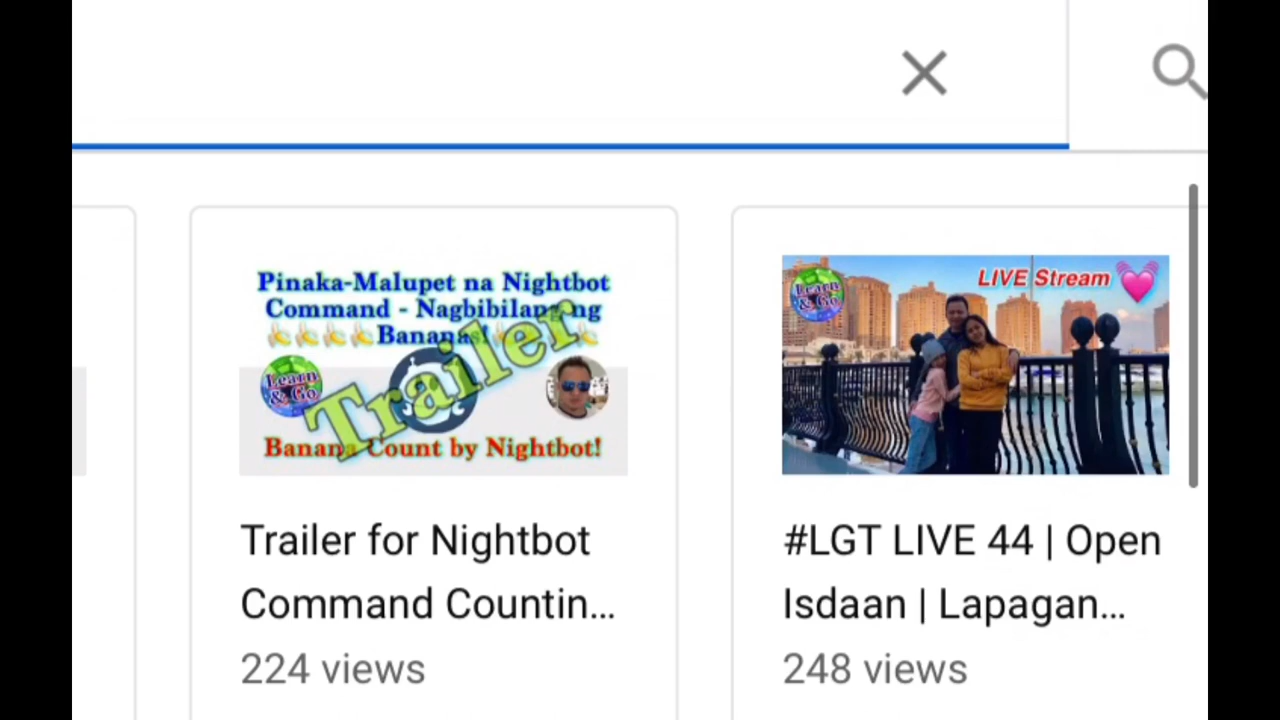 Pinaka-Malupet na Nightbot
Command - Nagbibilang ng
Bananas!
Trailer
Learn
& Go
Banana Count by Nightbot!
Trailer for Nightbot
Command Countin...
224 views
LIVE Stream
Learn
& Go
#LGT LIVE 44 | Open
Isdaan | Lapagan...
248 views